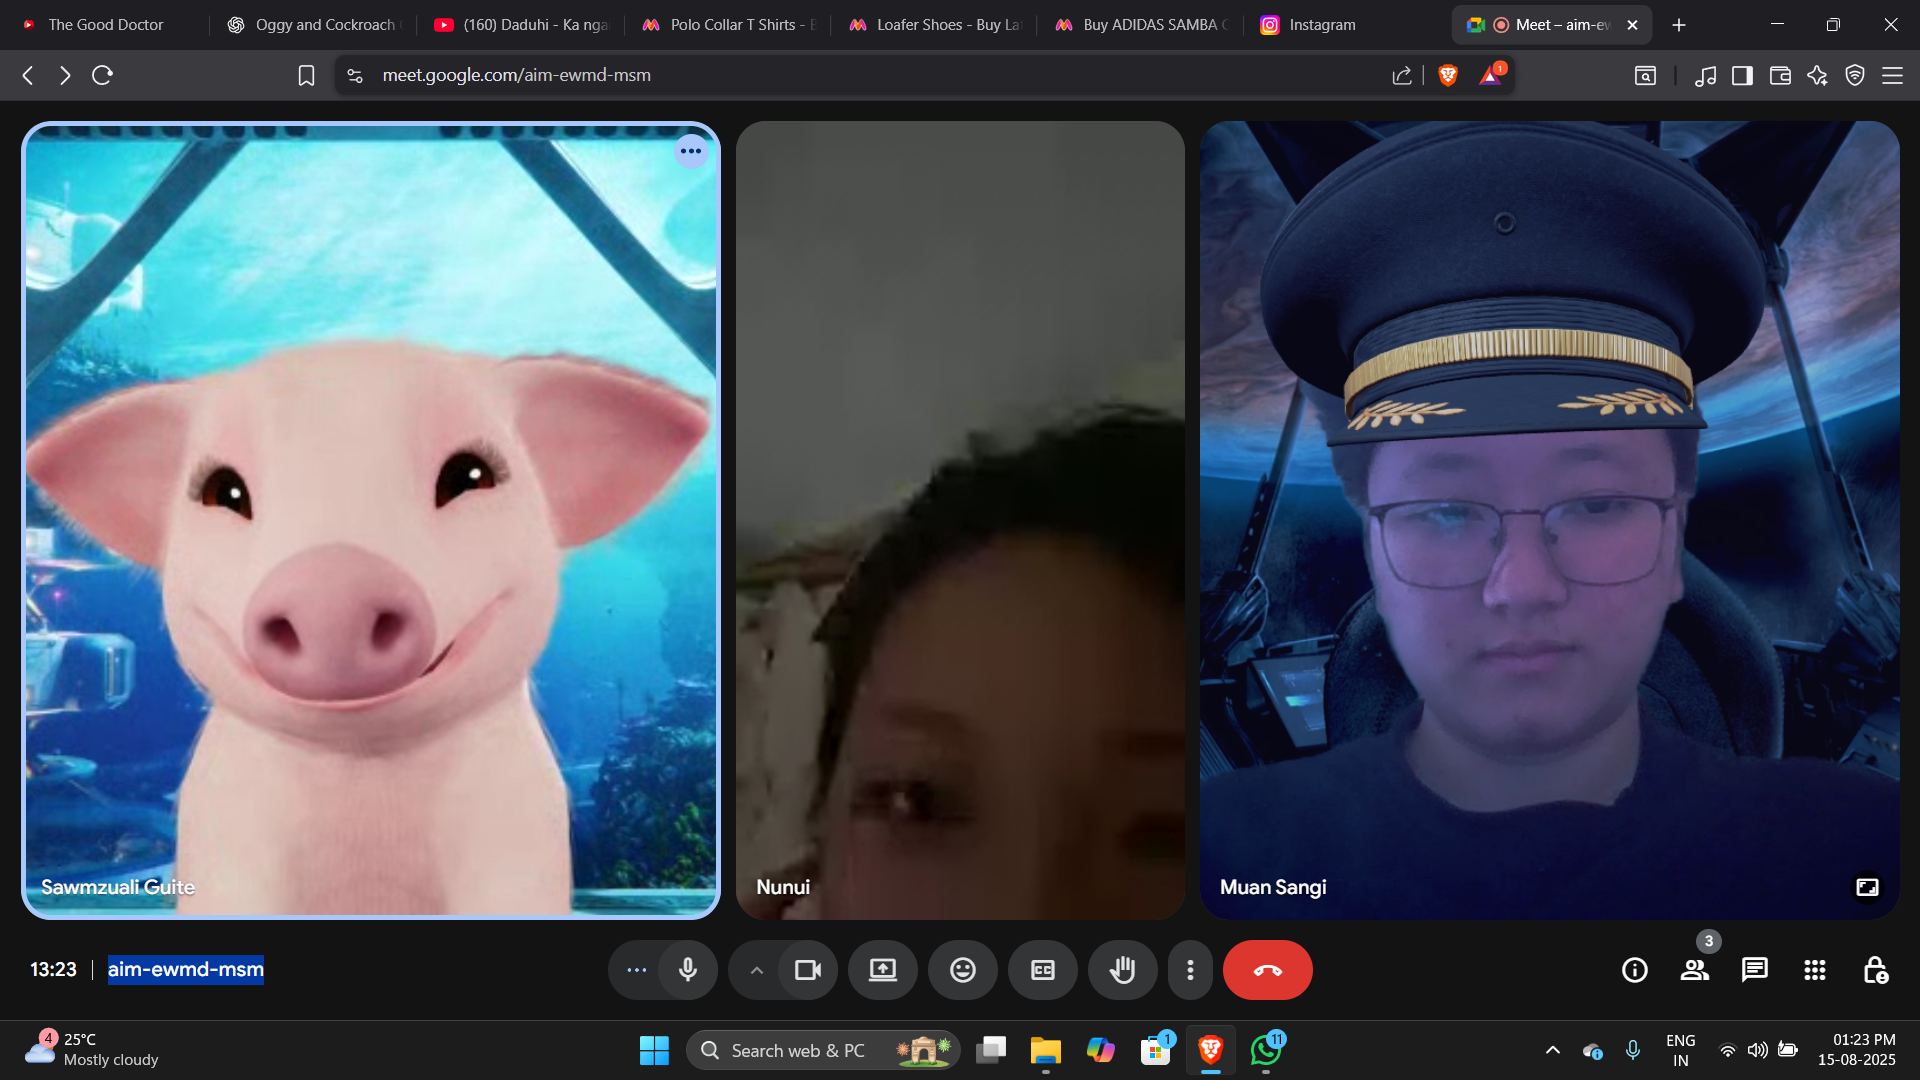 The Good Doctor
Oggy and Cockroach
(160) Daduhi - Ka nga
Polo Collar T Shirts - B
Loafer Shoes - Buy La
Buy ADIDAS SAMBA
Instagram
Meet – aim-ew
meet.google.com/aim-ewmd-msm
1
Sawmzuali Guite
Nunui
Muan Sangi
13:23
aim-ewmd-msm
CC
3
4
25°C
Mostly cloudy
Search web & PC
1
11
ENG
IN
01:23 PM
15-08-2025